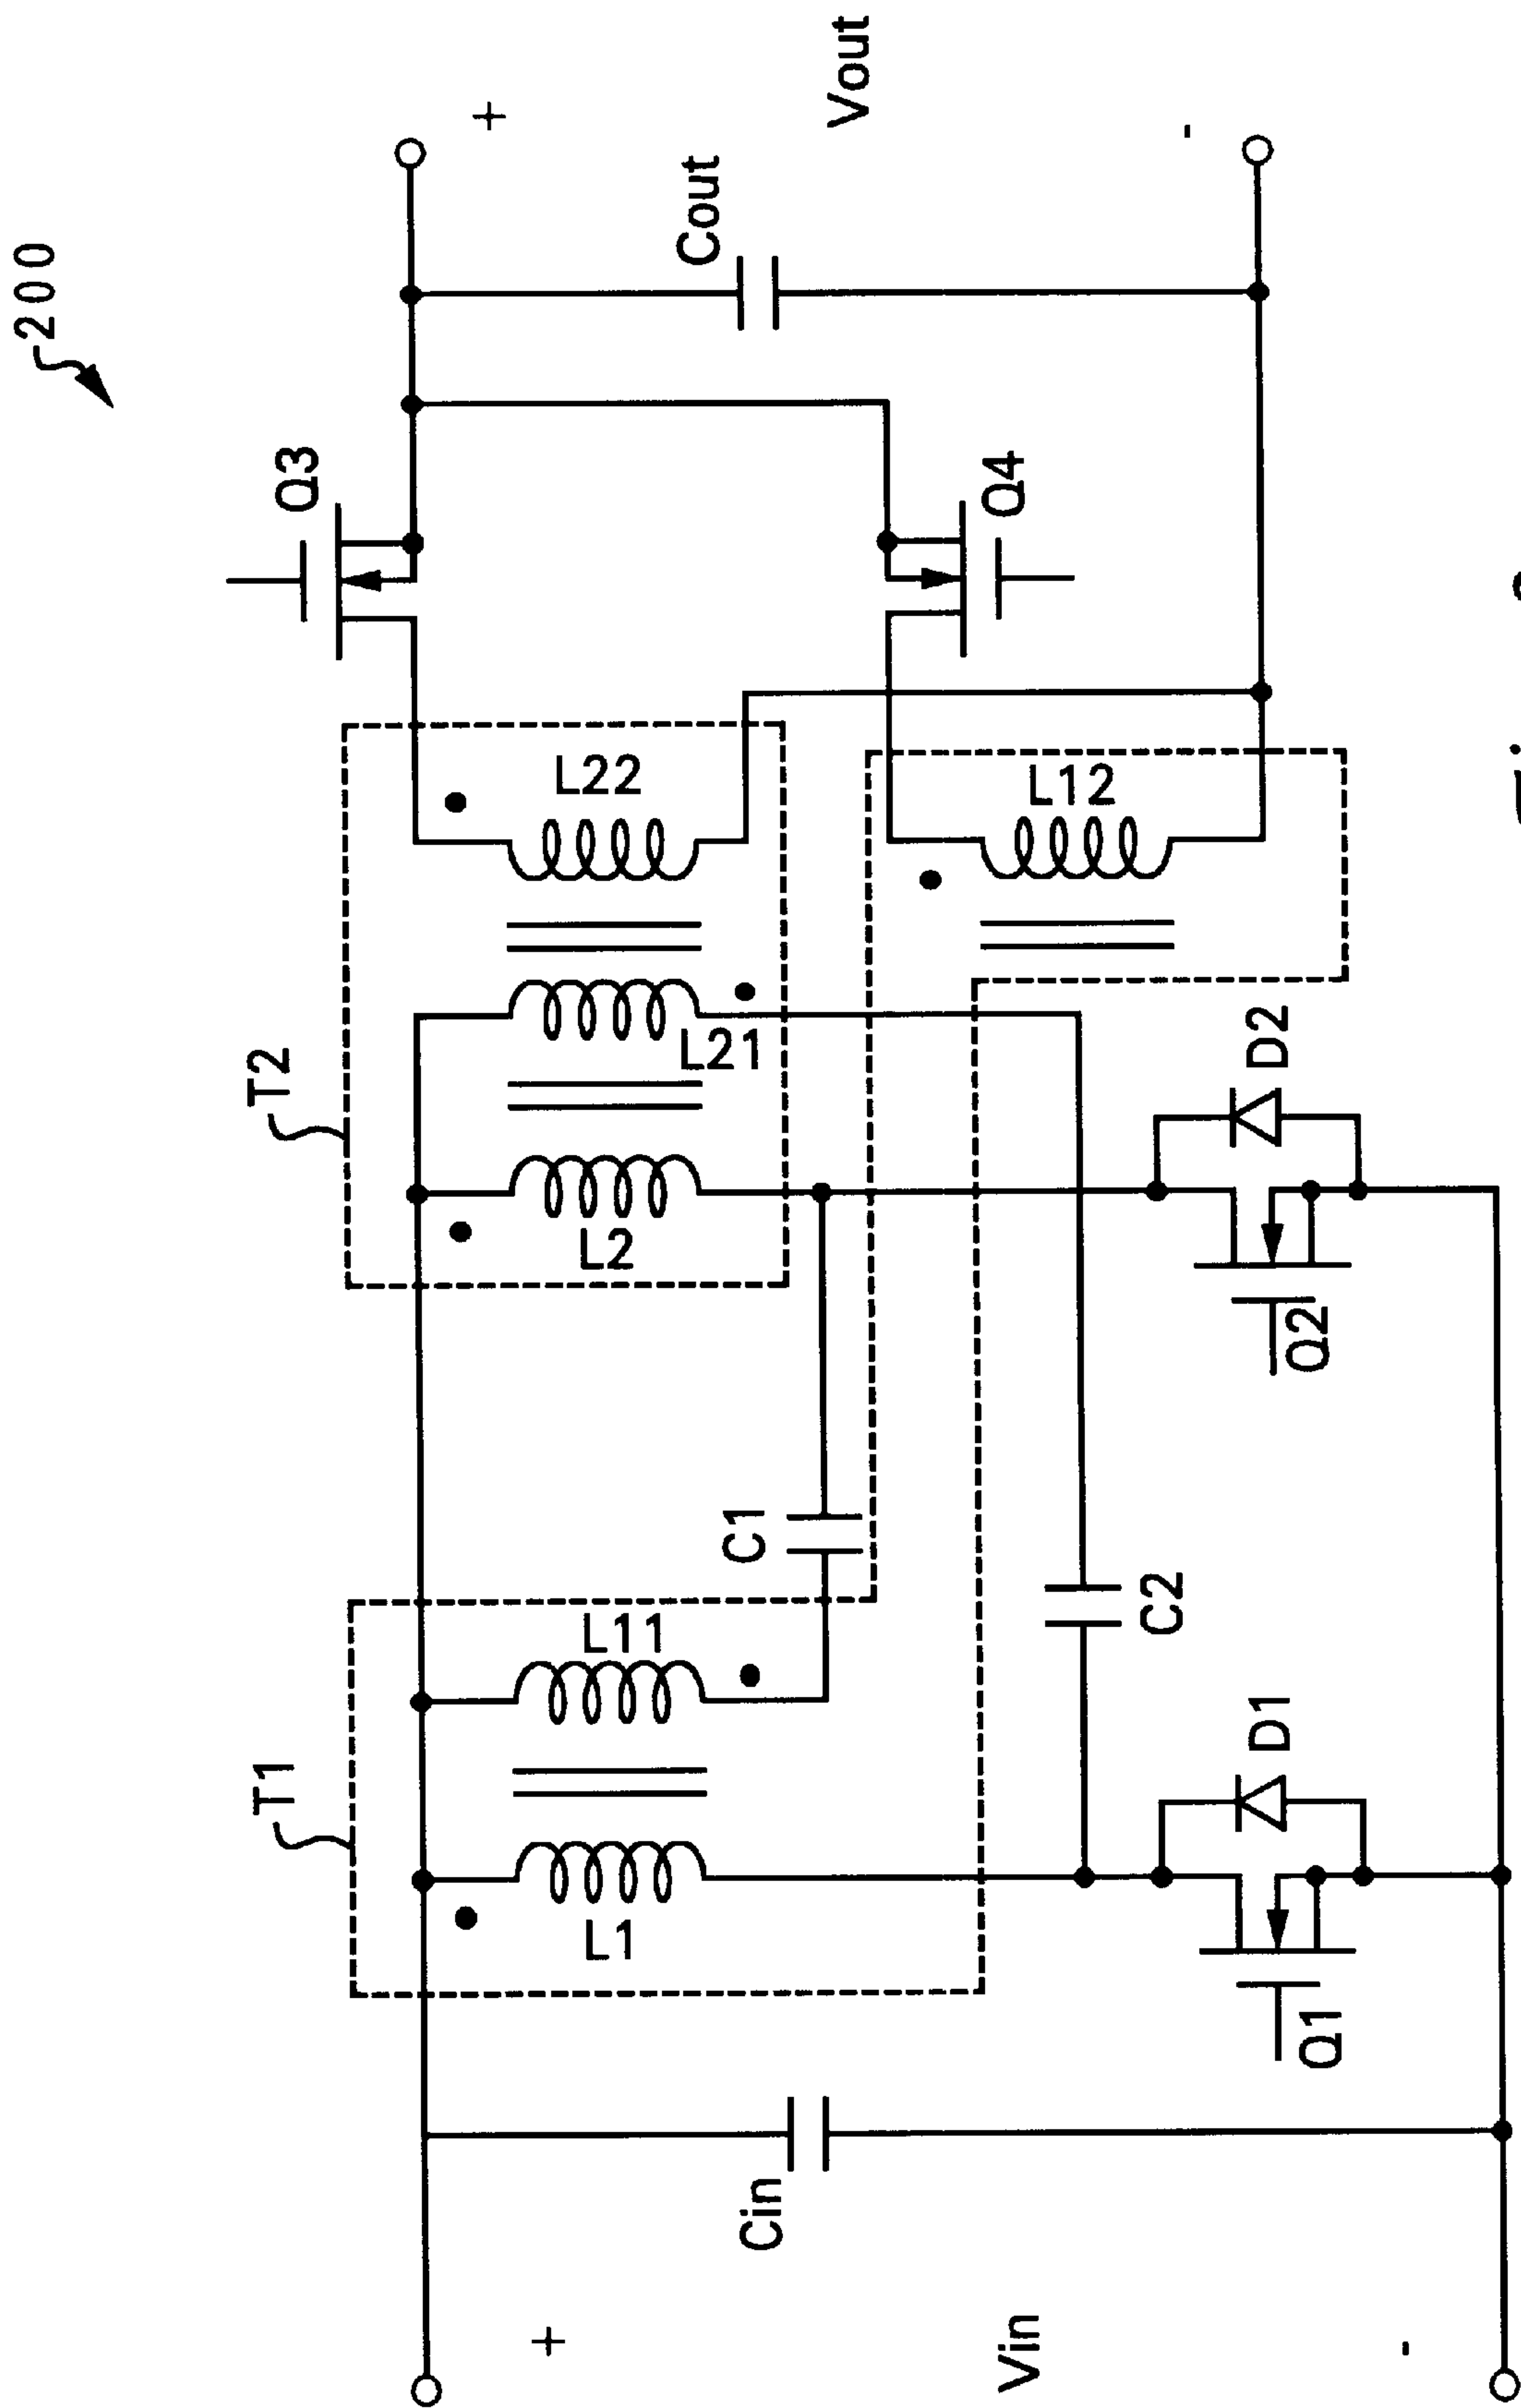 200
T1
T2
Q3
+
+
L1
L11
L2
L21
L22
Cout
Vout
C1
Cin
Vin
Q4
L12
C2
D1
D2
Q1
Q2
-
-